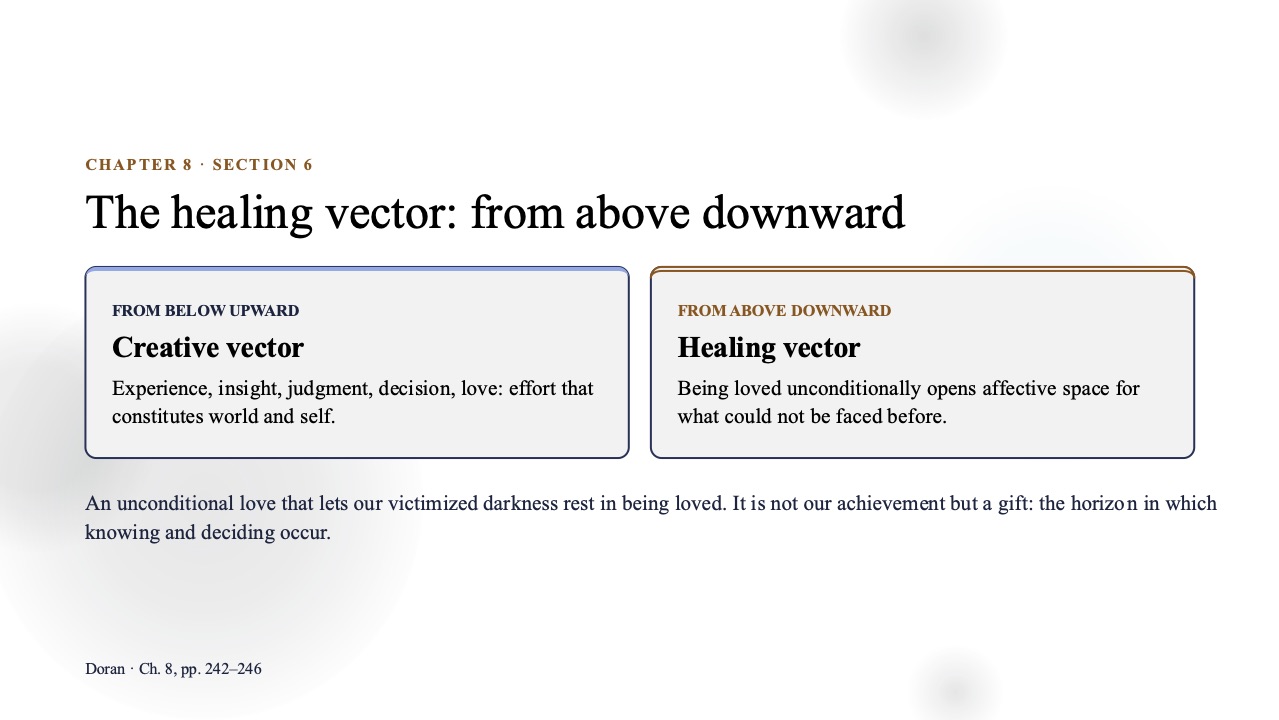 CHAPTER 8 · SECTION 6
The healing vector: from above downward
FROM BELOW UPWARD
Creative vector
Experience, insight, judgment, decision, love: effort that
constitutes world and self.
FROM ABOVE DOWNWARD
Healing vector
Being loved unconditionally opens affective space for
what could not be faced before.
An unconditional love that lets our victimized darkness rest in being loved. It is not our achievement but a gift: the horizon in which
knowing and deciding occur.
Doran · Ch. 8, pp. 242–246